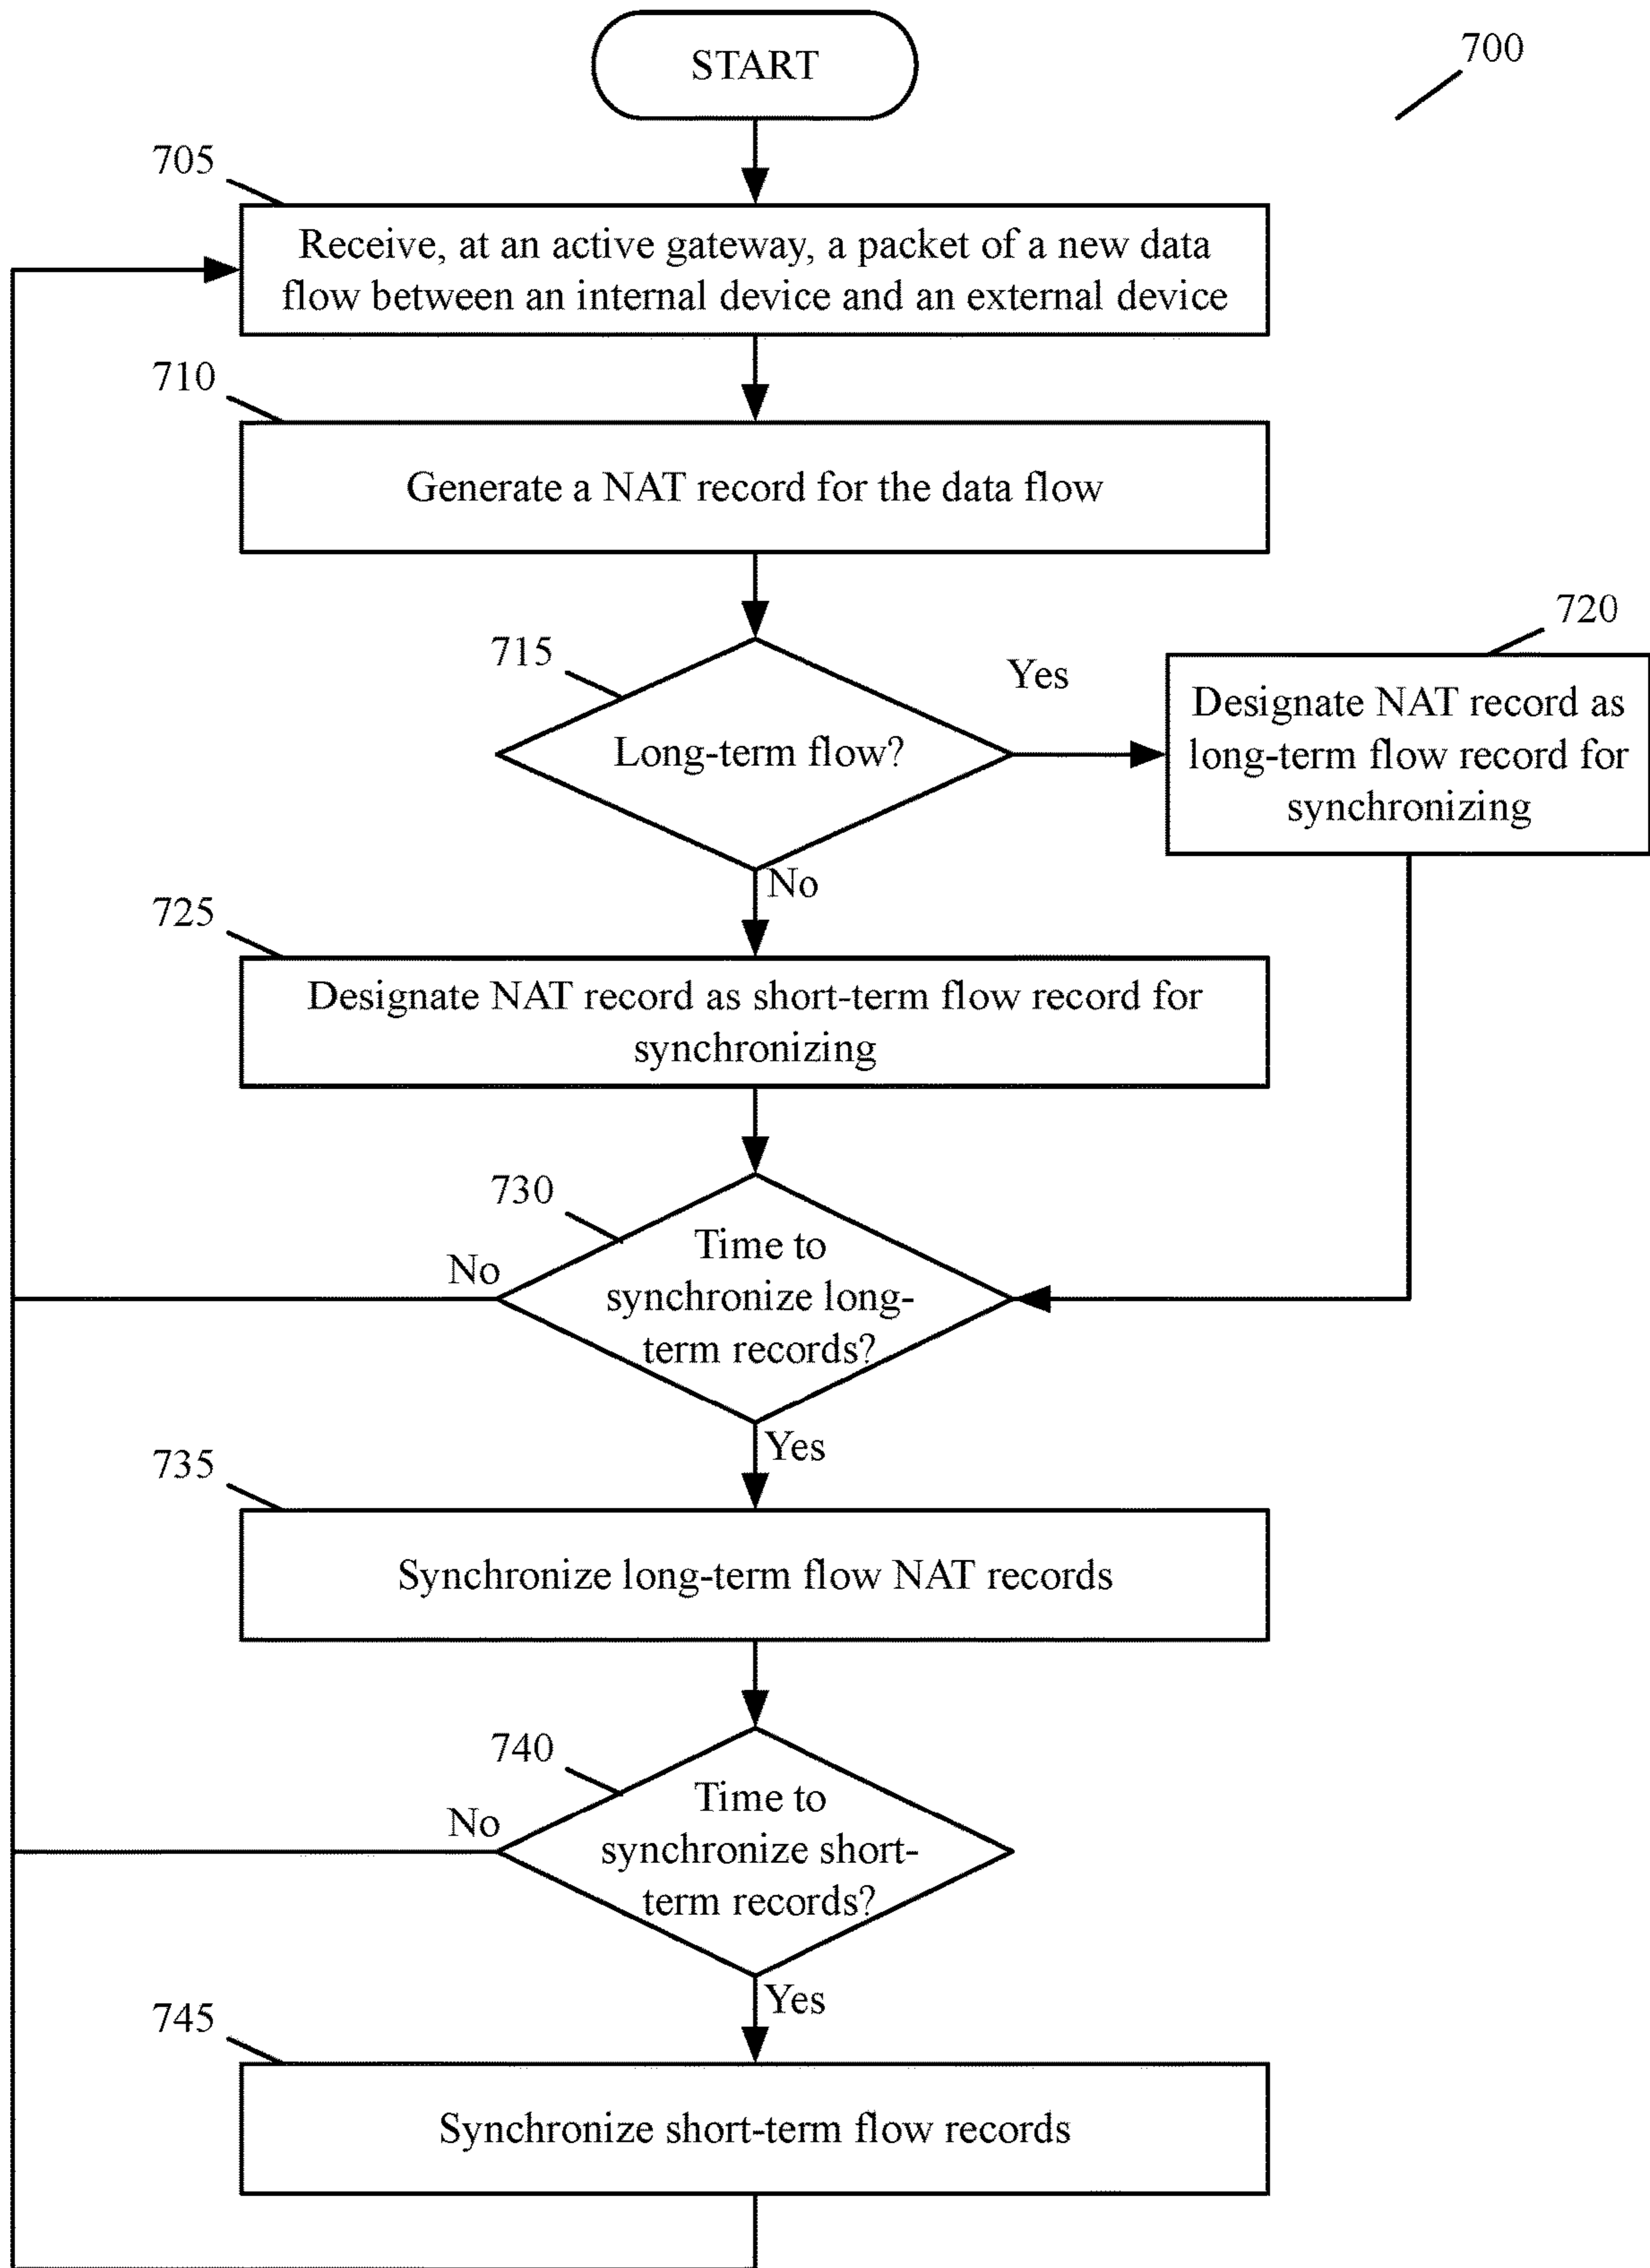 START
700
705
Receive, at an active gateway, a packet of a new data
flow between an internal device and an external device
710
Generate a NAT record for the data flow
715
Long-term flow?
Yes
720
Designate NAT record as
long-term flow record for
synchronizing
No
725
Designate NAT record as short-term flow record for
synchronizing
730
Time to
synchronize long-
term records?
No
Yes
735
Synchronize long-term flow NAT records
740
Time to
synchronize short-
term records?
No
Yes
745
Synchronize short-term flow records